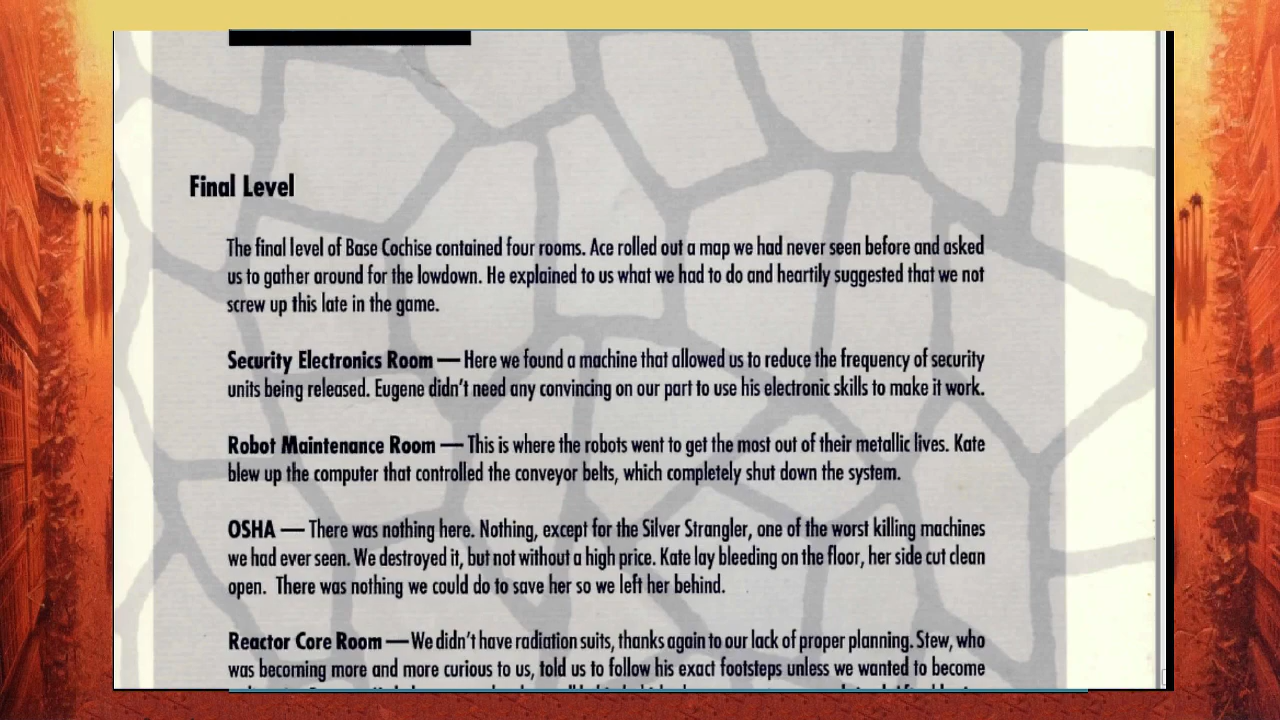 Final Level
The final level of Base Cochise contained four rooms. Ace rolled out a map we had never seen before and asked
us to gather around for the lowdown. He explained to us what we had to do and heartily suggested that we not
screw up this late in the game.
Security Electronics Room — Here we found a machine that allowed us to reduce the frequency of security
units being released. Eugene didn't need any convincing on our part to use his electronic skills to make it work.
Robot Maintenance Room — This is where the robots went to get the most out of their metallic lives. Kate
blew up the computer that controlled the conveyor belts, which completely shut down the system.
OSHA — There was nothing here. Nothing, except for the Silver Strangler, one of the worst killing machines
we had ever seen. We destroyed it, but not without a high price. Kate lay bleeding on the floor, her side cut clean
open.  There was nothing we could do to save her so we left her behind.
Reactor Core Room — We didn't have radiation suits, thanks again to our lack of proper planning. Stew, who
was becoming more and more curious to us, told us to follow his exact footsteps unless we wanted to become